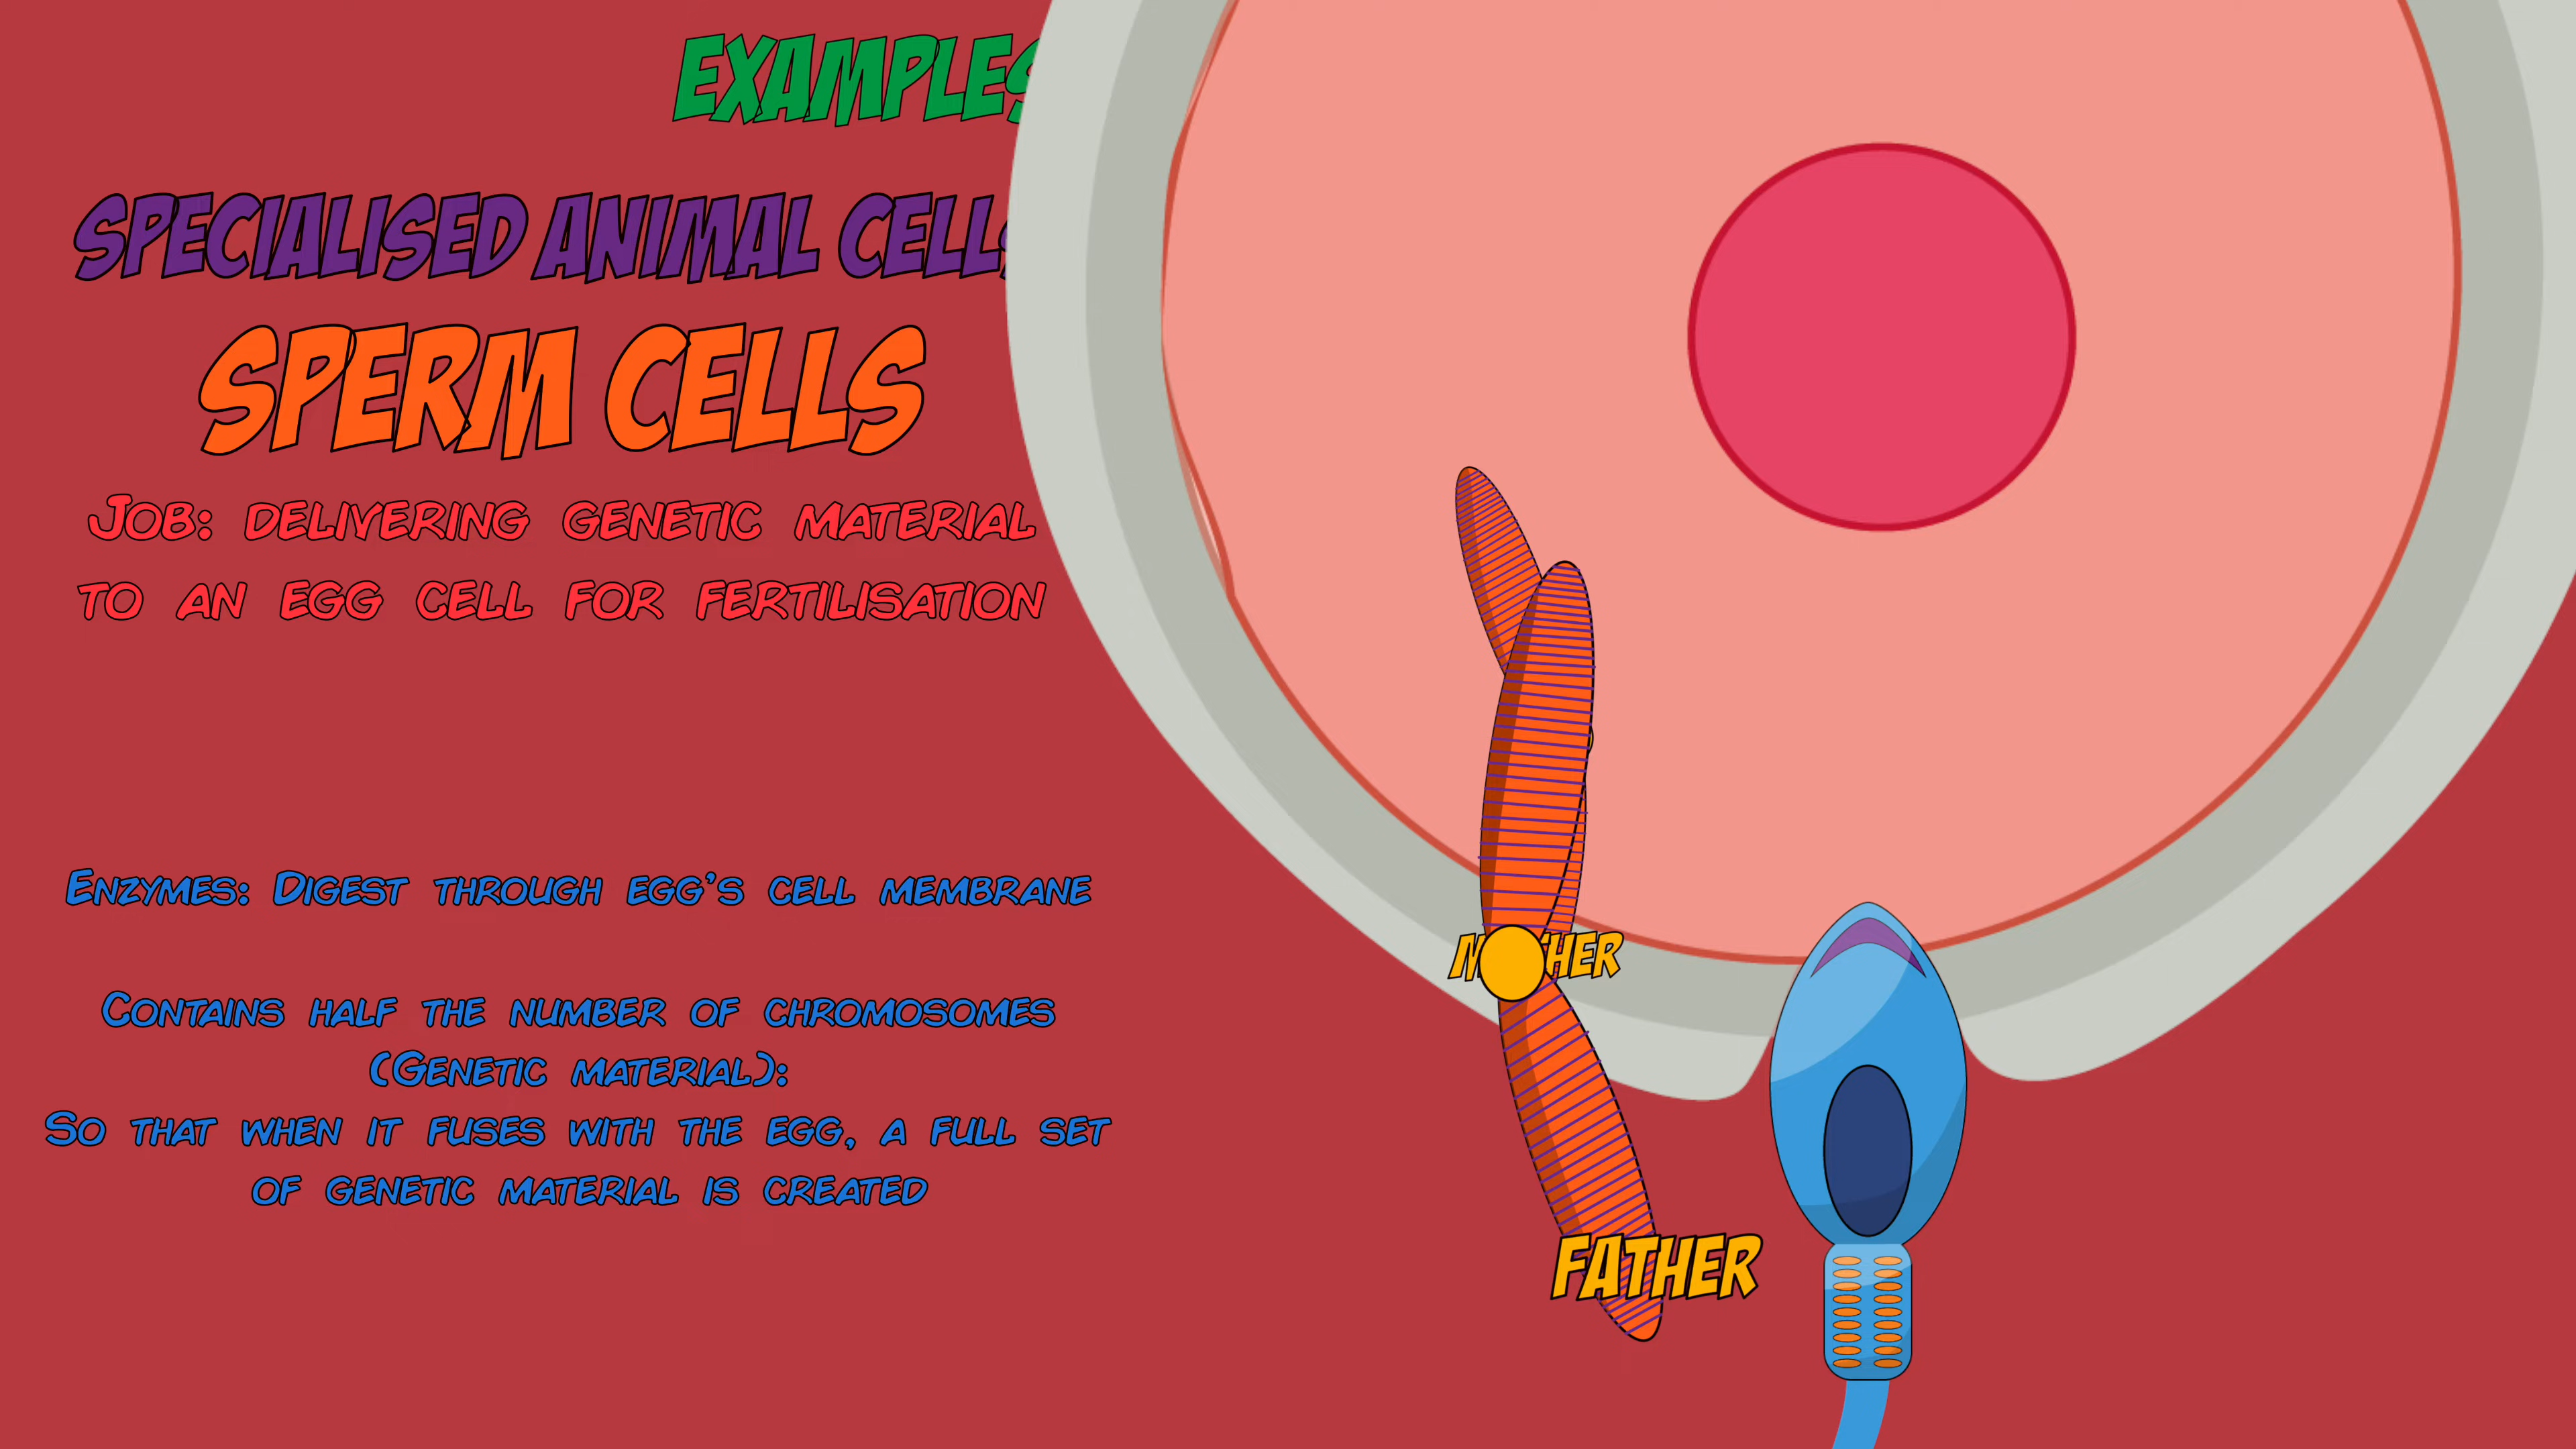 EXAMPLES
SPECIALISED ANIMAL CELLS
SPERM CELLS
JOB: DELIVERING GENETIC MATERIAL
TO AN EGG CELL FOR FERTILISATION
ENZYMES: DIGEST THROUGH EGG'S CELL MEMBRANE
CONTAINS HALF THE NUMBER OF CHROMOSOMES
(GENETIC MATERIAL):
SO THAT WHEN IT FUSES WITH THE EGG, A FULL SET
OF GENETIC MATERIAL IS CREATED
MOTHER
FATHER